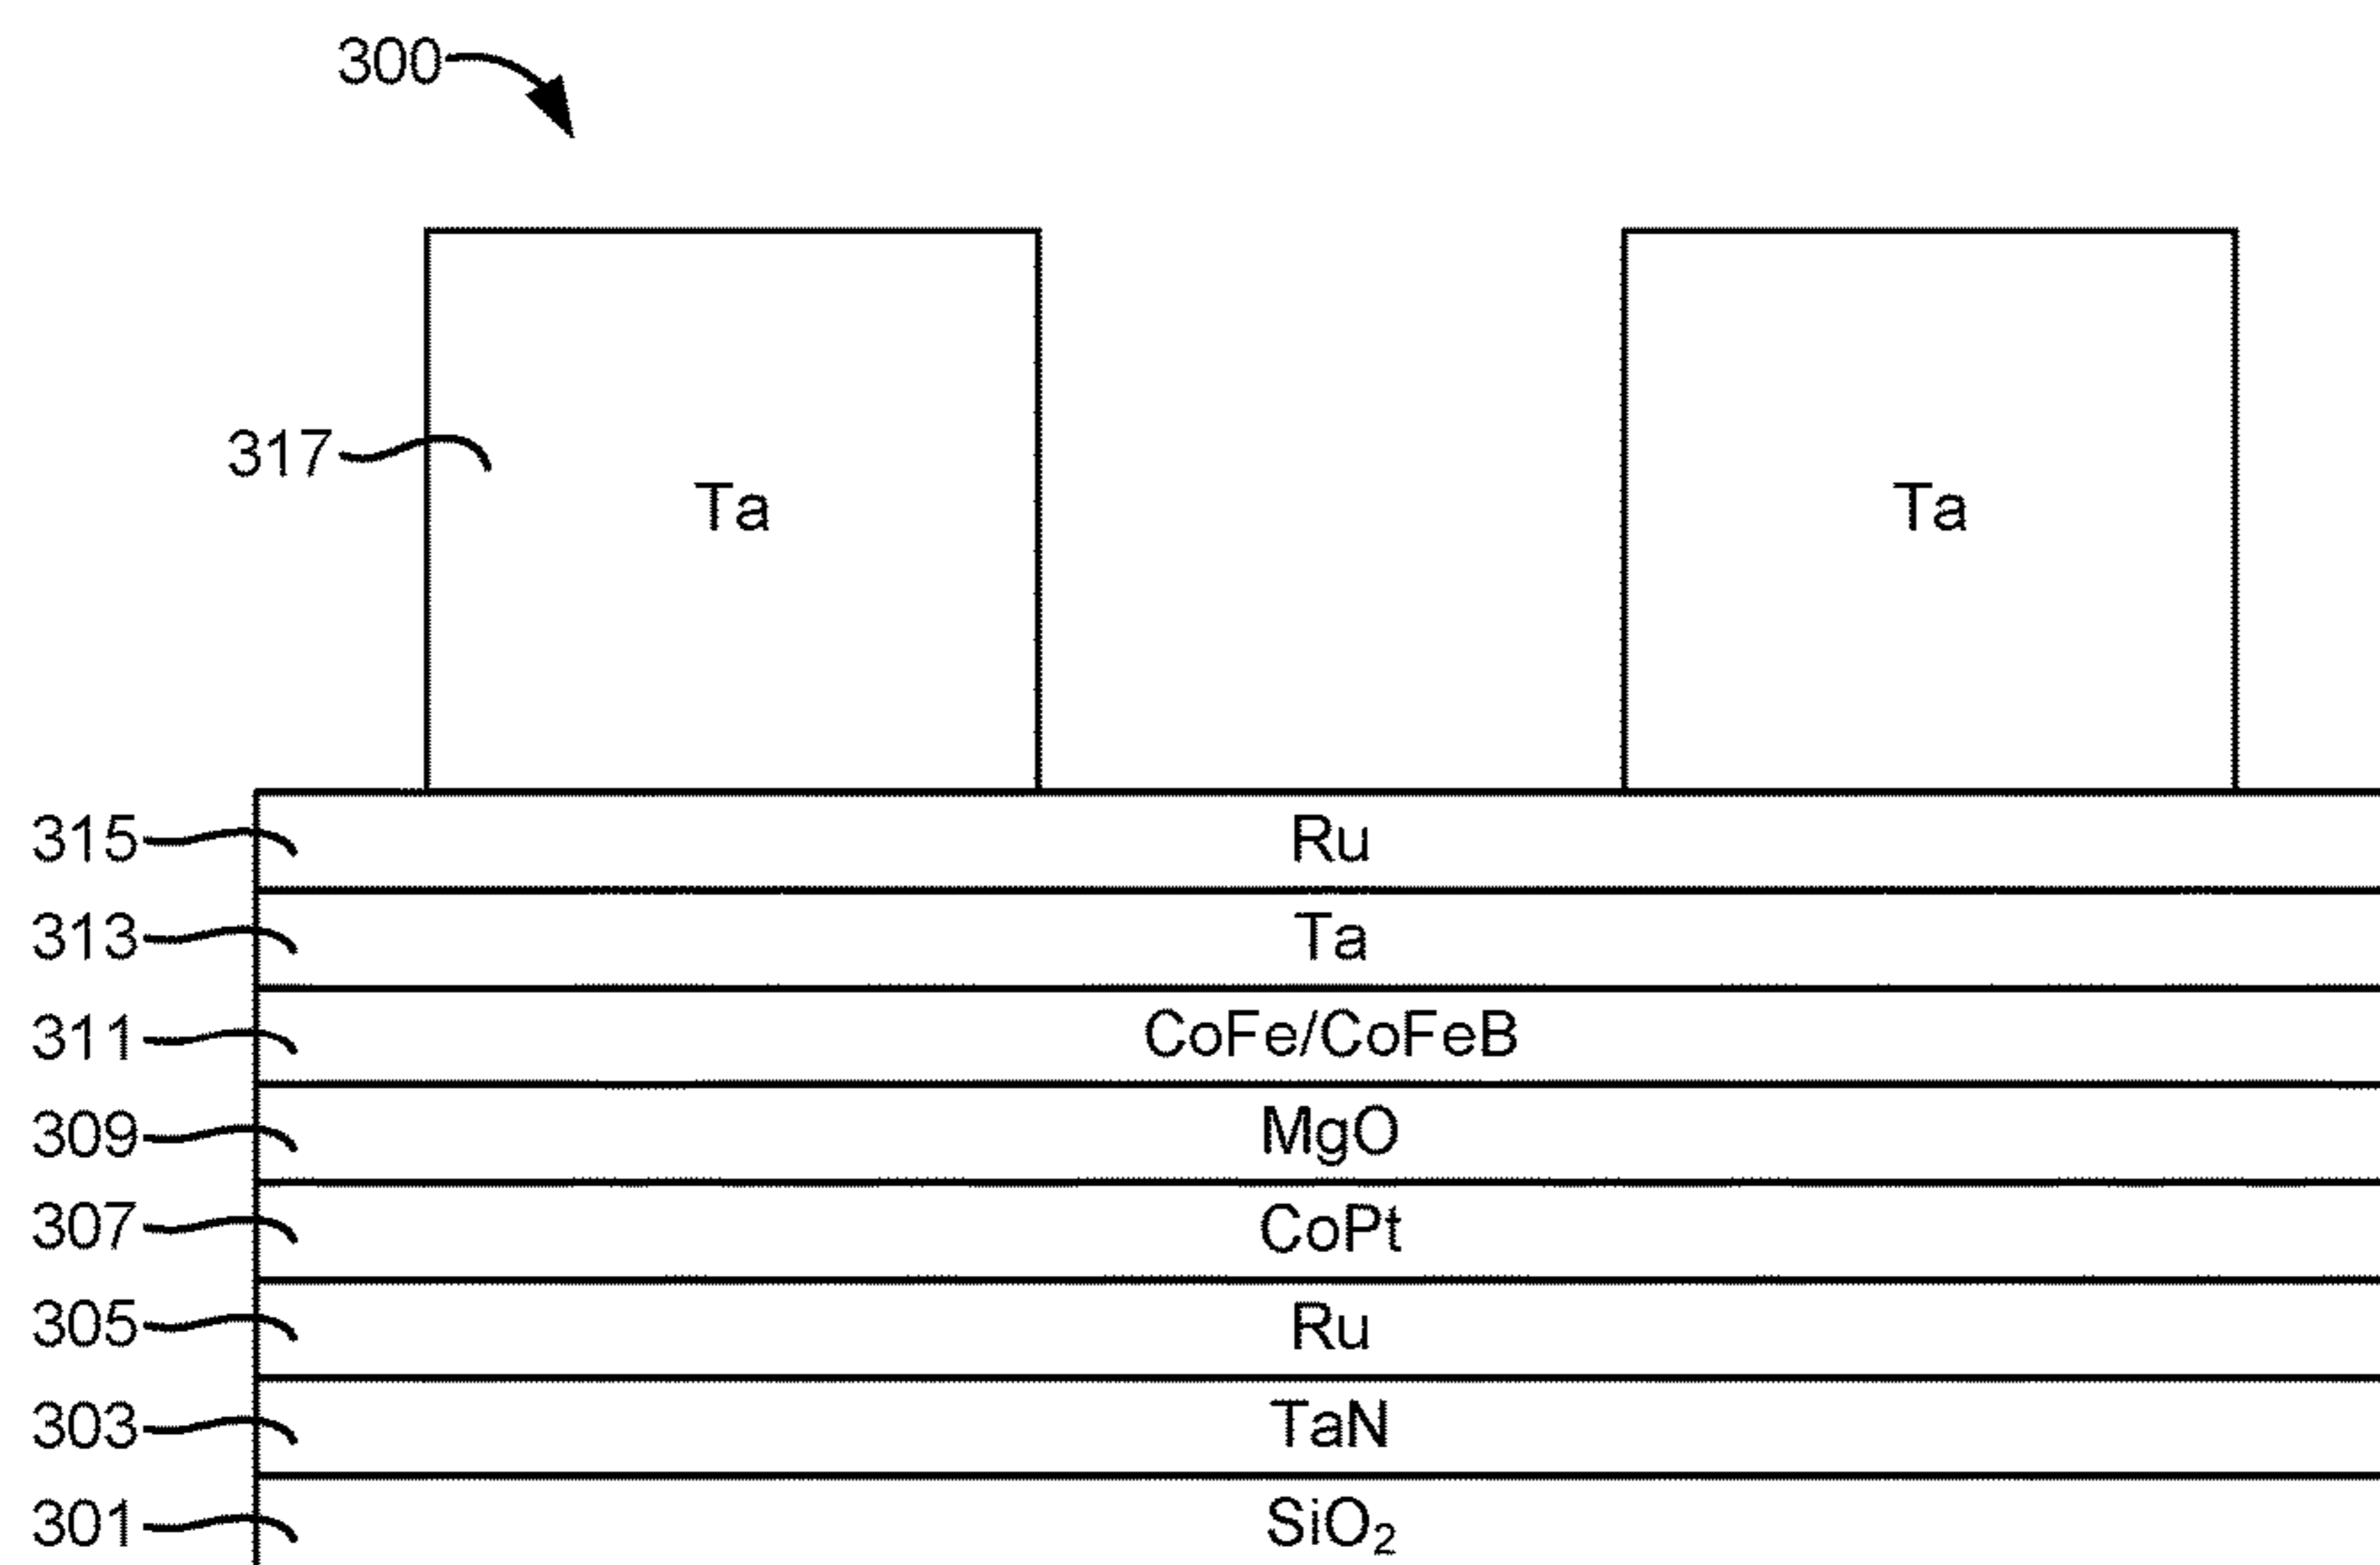 300
317 Ta Ta
315 Ru
313 Ta
311 CoFe/CoFeB
309 MgO
307 CoPt
305 Ru
303 TaN
301 SiO₂